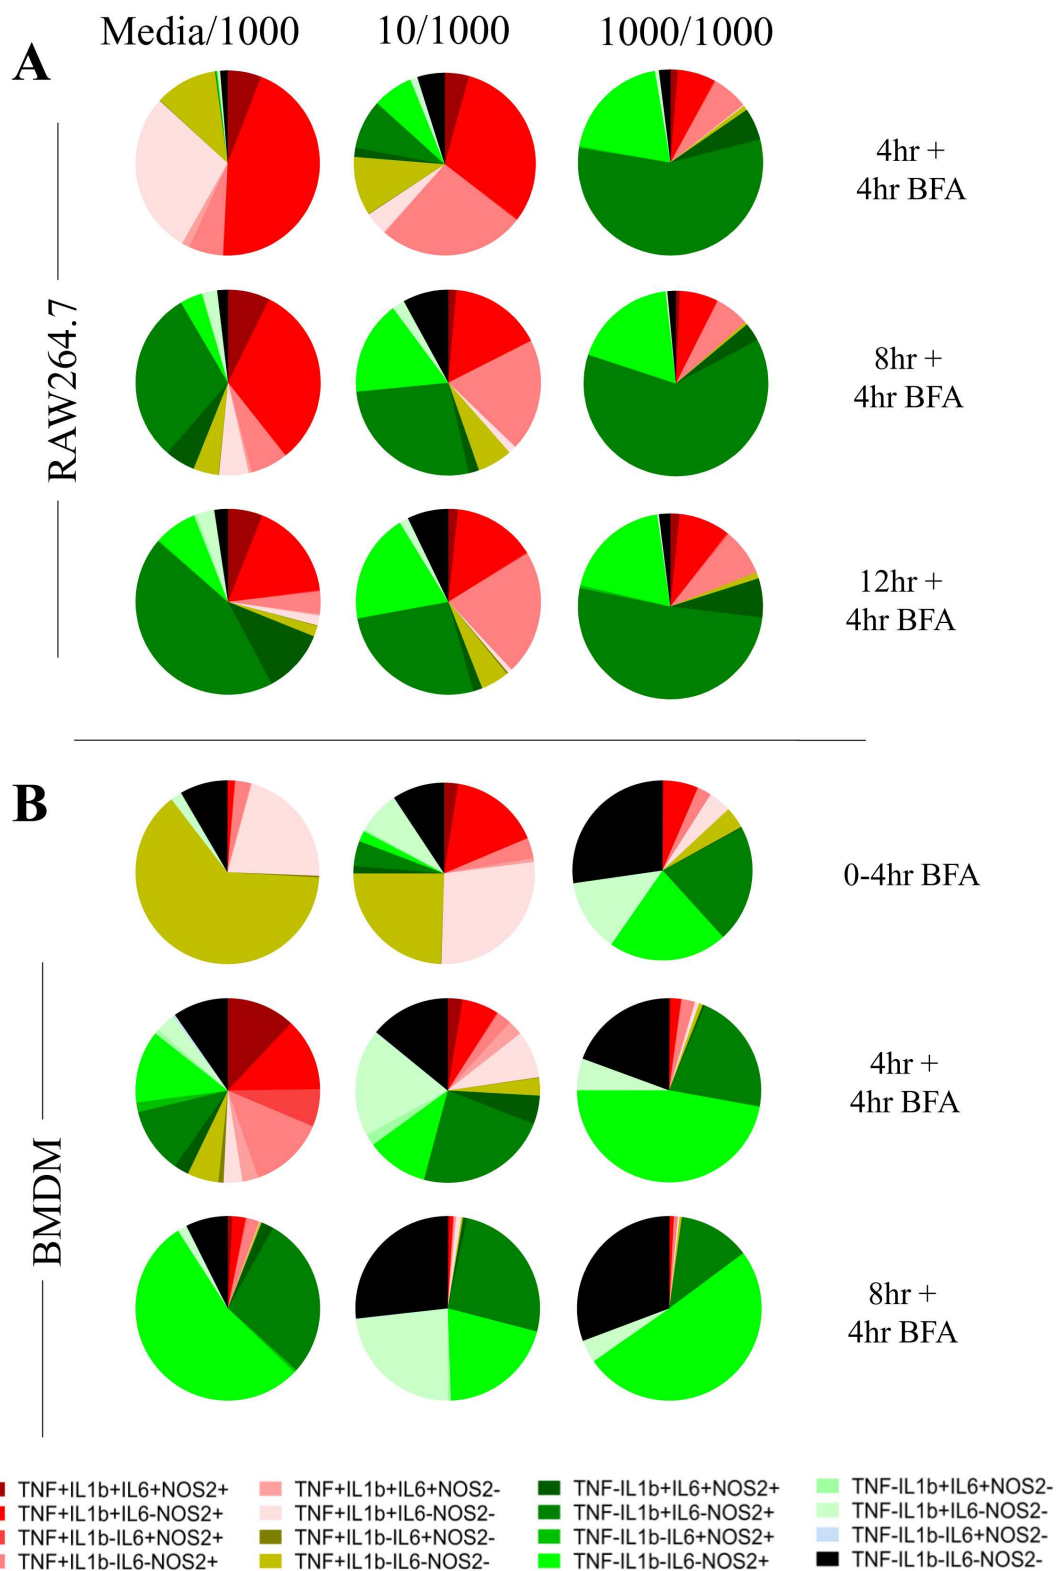 Media/1000 10/1000 1000/1000
A
4hr +
4hr BFA
RAW264.7
8hr +
4hr BFA
12hr +
4hr BFA
B
0-4hr BFA
BMDM
4hr +
4hr BFA
8hr +
4hr BFA
TNF+IL1b+IL6+NOS2+ TNF+IL1b+IL6+NOS2- TNF-IL1b+IL6+NOS2+ TNF-IL1b+IL6+NOS2-
TNF+IL1b+IL6-NOS2+ TNF+IL1b+IL6-NOS2- TNF-IL1b+IL6-NOS2+ TNF-IL1b+IL6-NOS2-
TNF+IL1b-IL6+NOS2+ TNF+IL1b-IL6+NOS2- TNF-IL1b-IL6+NOS2+ TNF-IL1b-IL6+NOS2-
TNF+IL1b-IL6-NOS2+ TNF+IL1b-IL6-NOS2- TNF-IL1b-IL6-NOS2+ TNF-IL1b-IL6-NOS2-